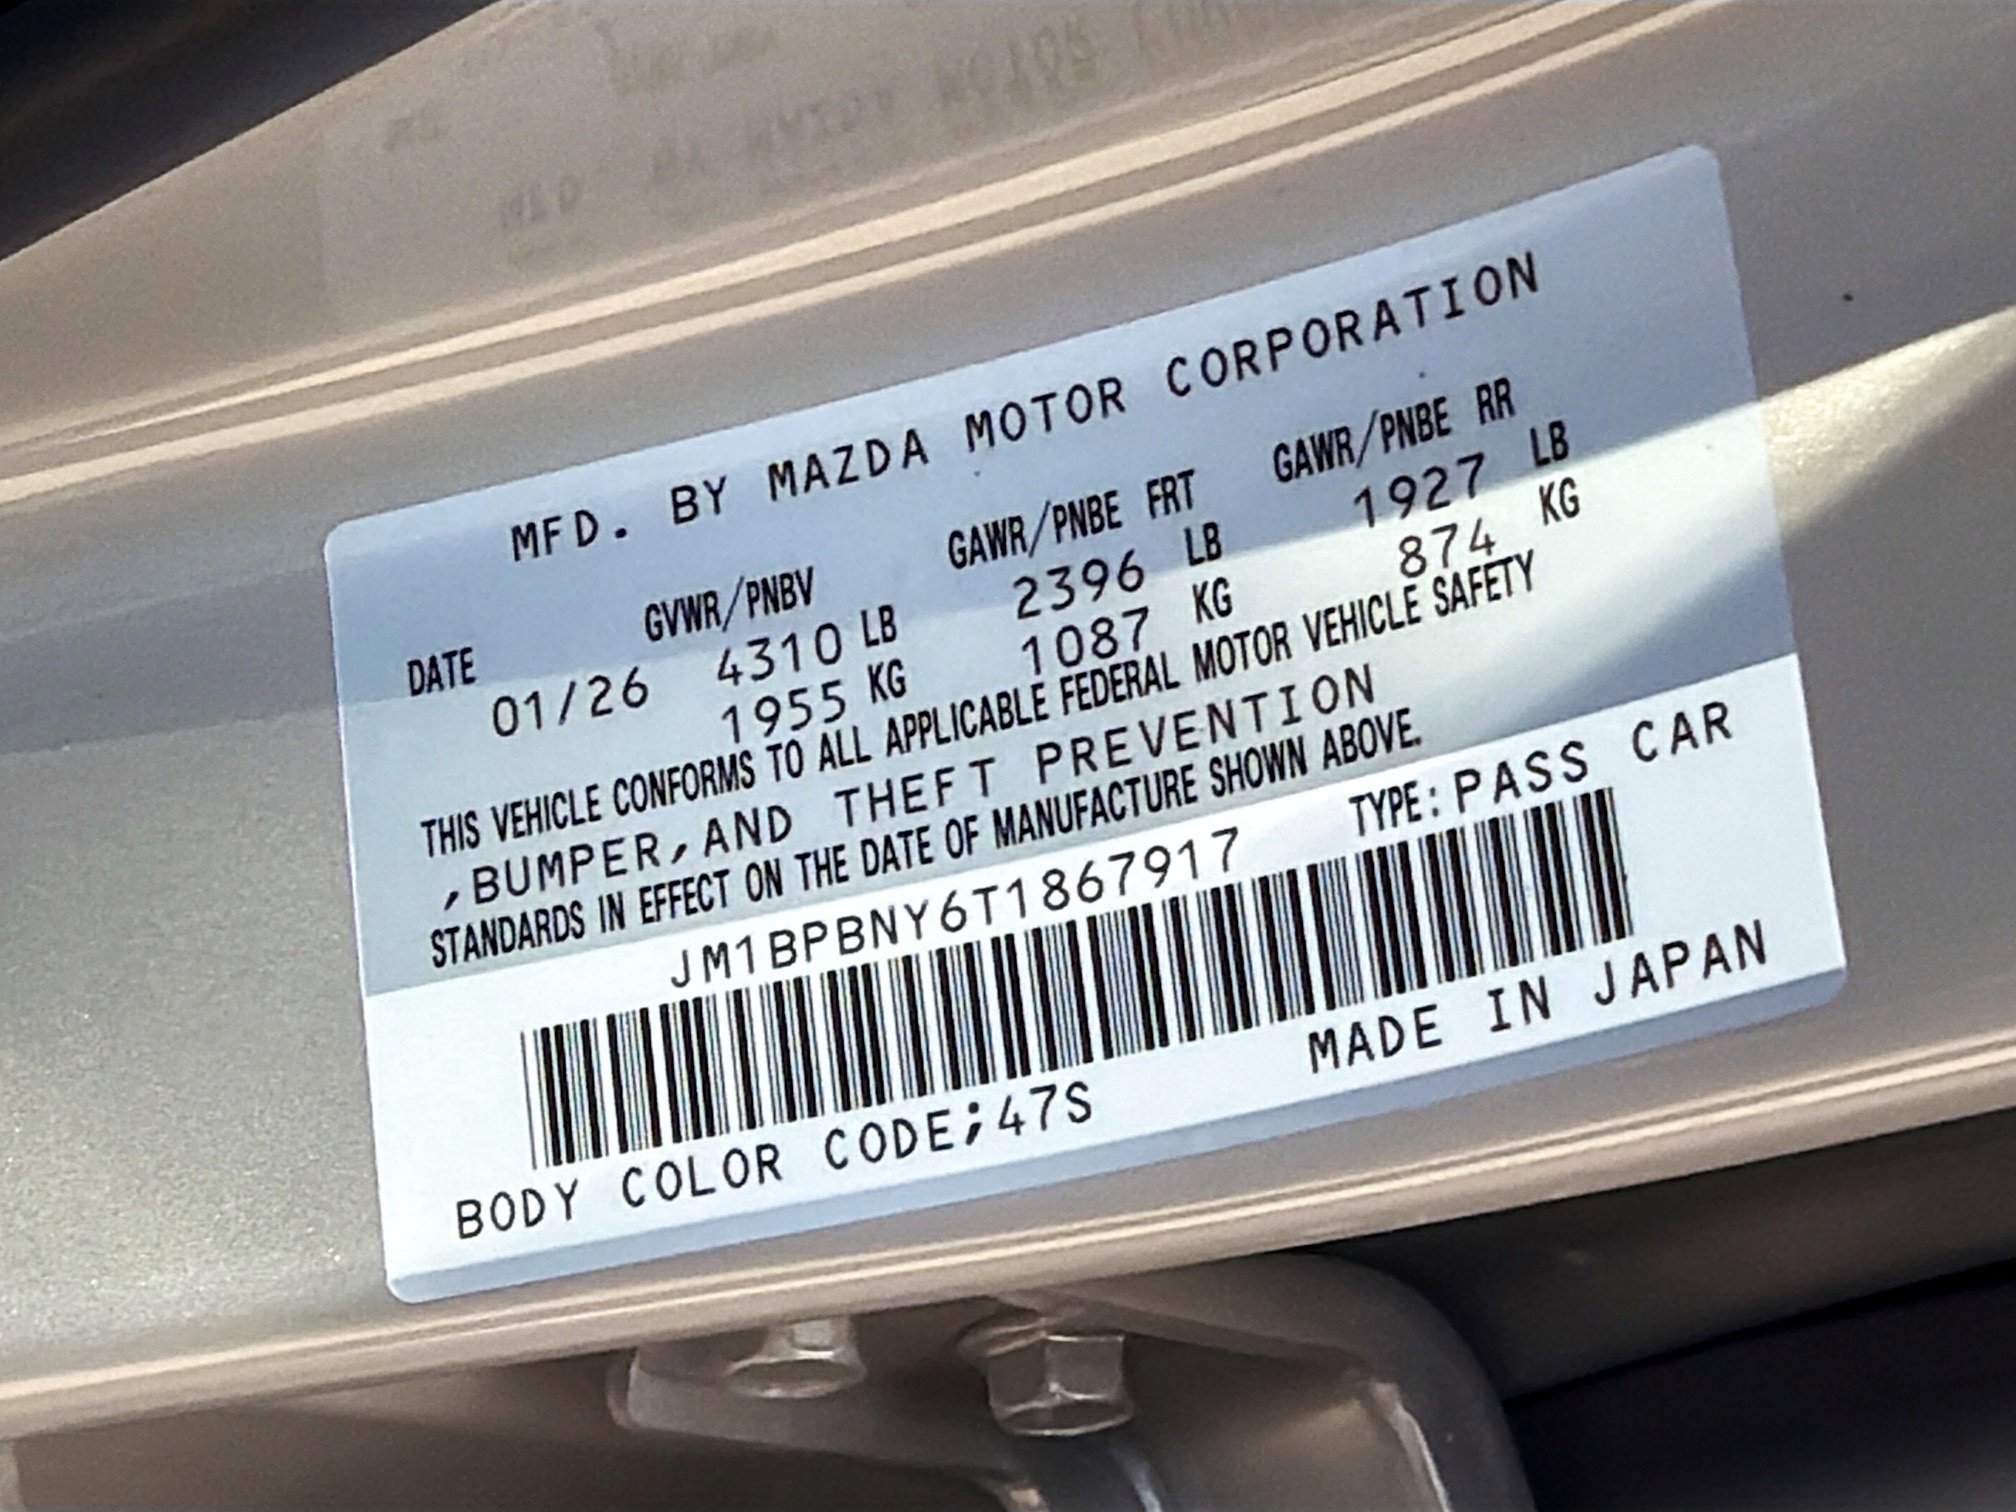 MFD. BY MAZDA MOTOR CORPORATION
DATE GVWR/PNBV GAWR/PNBE FRT GAWR/PNBE RR
01/26 4310 LB 2396 LB 1927 LB
1955 KG 1087 KG 874 KG
THIS VEHICLE CONFORMS TO ALL APPLICABLE FEDERAL MOTOR VEHICLE SAFETY
,BUMPER,AND THEFT PREVENTION
STANDARDS IN EFFECT ON THE DATE OF MANUFACTURE SHOWN ABOVE.
JM1BPBNY6T1867917 TYPE:PASS CAR
BODY COLOR CODE;47S MADE IN JAPAN